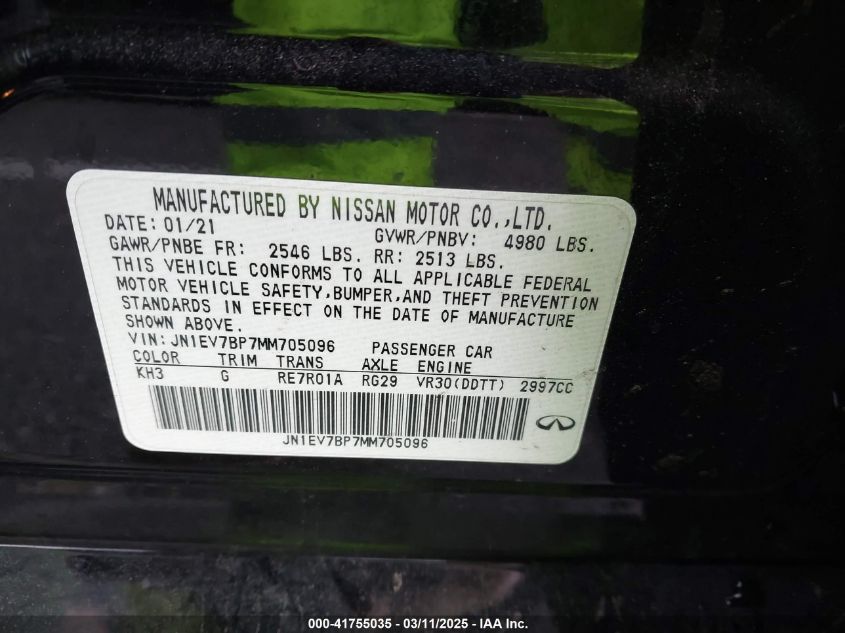 MANUFACTURED BY NISSAN MOTOR CO.,LTD.
DATE: 01/21 GVWR/PNBV: 4980 LBS.
GAWR/PNBE FR: 2546 LBS. RR: 2513 LBS.
THIS VEHICLE CONFORMS TO ALL APPLICABLE FEDERAL
MOTOR VEHICLE SAFETY,BUMPER,AND THEFT PREVENTION
STANDARDS IN EFFECT ON THE DATE OF MANUFACTURE
SHOWN ABOVE.
VIN: JN1EV7BP7MM705096 PASSENGER CAR
COLOR TRIM TRANS AXLE ENGINE
KH3 G RE7R01A RG29 VR30(DDTT) 2997CC
JN1EV7BP7MM705096
000-41755035 - 03/11/2025 - IAA Inc.